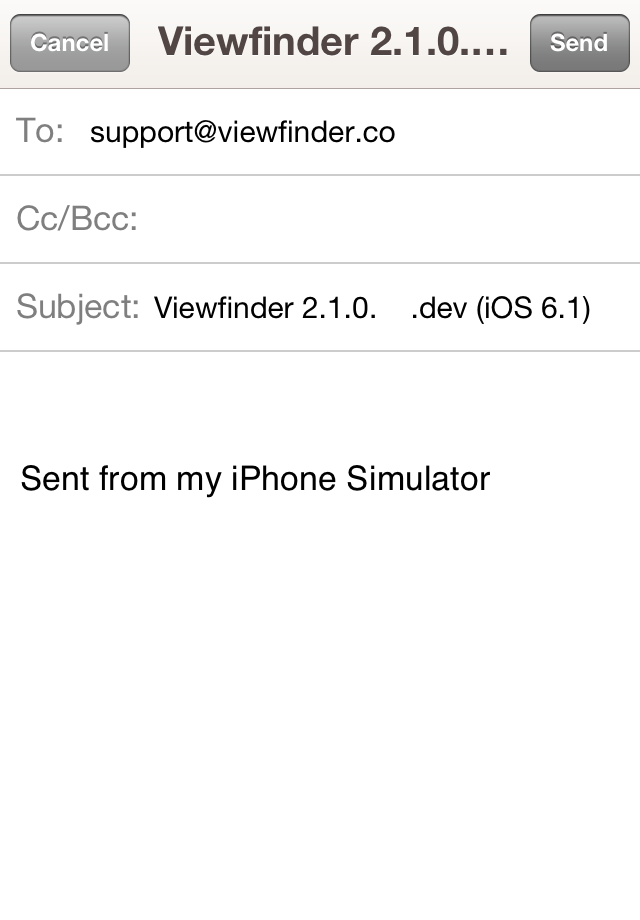 Cancel Viewfinder 2.1.0.... Send
To: support@viewfinder.co
Cc/Bcc:
Subject: Viewfinder 2.1.0. .dev (iOS 6.1)
Sent from my iPhone Simulator